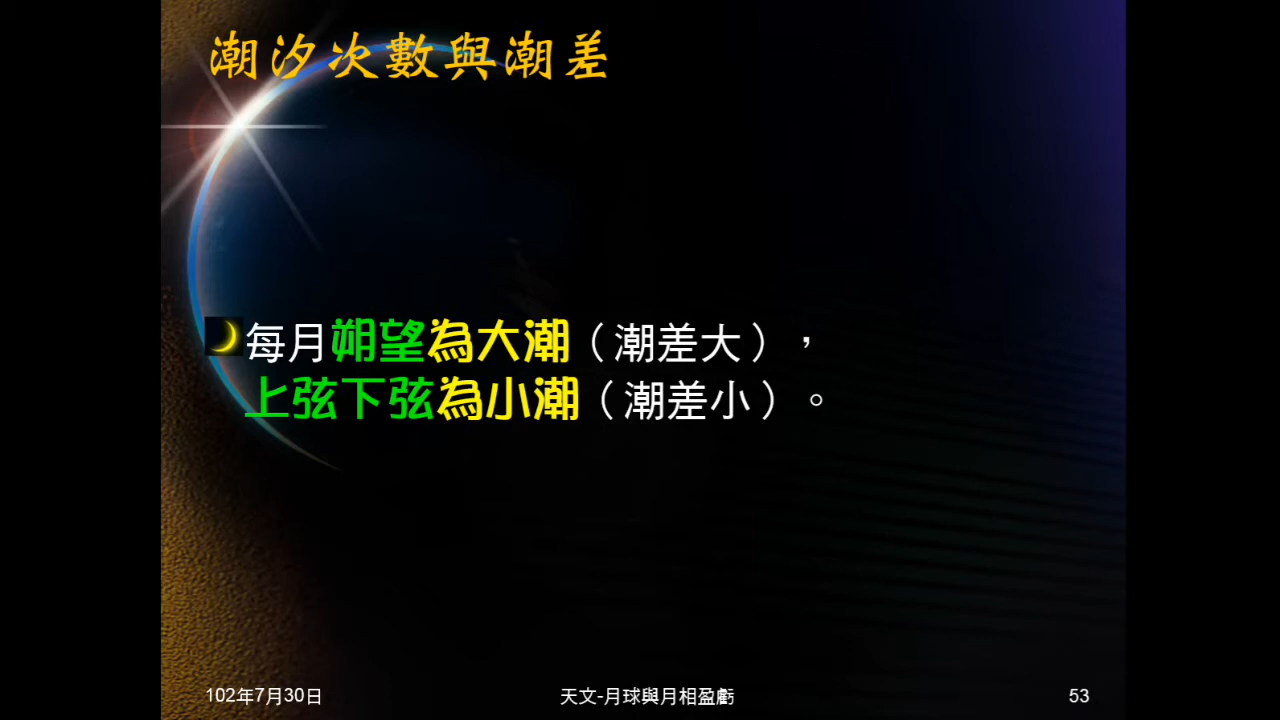 潮汐次數與潮差
每月朔望為大潮（潮差大），
上弦下弦為小潮（潮差小）。
102年7月30日
天文-月球與月相盈虧
53